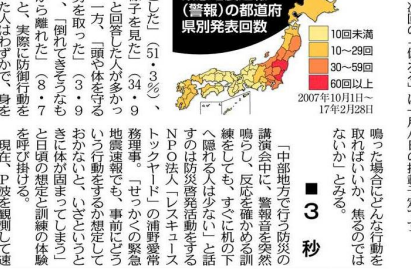 (警報)の都道府
県別発表回数
10回未満
10〜29回
30〜59回
60回以上
2007年10月1日〜
17年2月28日
鳴った場合にどんな行動を
取ればいいか、焦るのでは
ないか」とみる。
■3秒
「中部地方で行う防災の
講演会中に、警報音を突然
鳴らし、反応を確かめる訓
練をしても、すぐに机の下
へ隠れる人は少ない」と話
すのは防災啓発活動をする
NPO法人「レスキュース
トックヤード」の浦野愛常
務理事。「せっかくの緊急
地震速報でも、事前にどう
いう行動をするか想定して
おかないと、いざというと
きに体が固まってしまう」
と日頃の想定と訓練の体験
を呼び掛ける。
現在、P波を観測して速
した」(51・3%)、
子を見た」(34・9
と回答した人が多かっ
一方、「頭や体を守る
を取った」(3・9
、「倒れてきそうなも
から離れた」(8・7
と、実際に防御行動を
た人はわずかで、身を